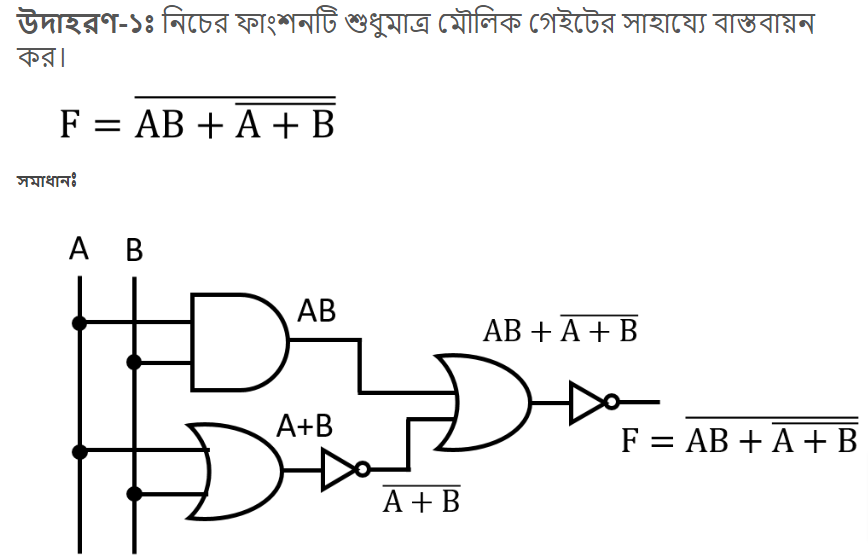 উদাহরণ-১ঃ নিচের ফাংশনটি শুধুমাত্র মৌলিক গেইটের সাহায্যে বাস্তবায়ন
কর।
F = \overline{AB + \overline{A + B}}
সমাধানঃ
A B
AB
AB + \overline{A + B}
A+B
F = \overline{AB + \overline{A + B}}
\overline{A + B}